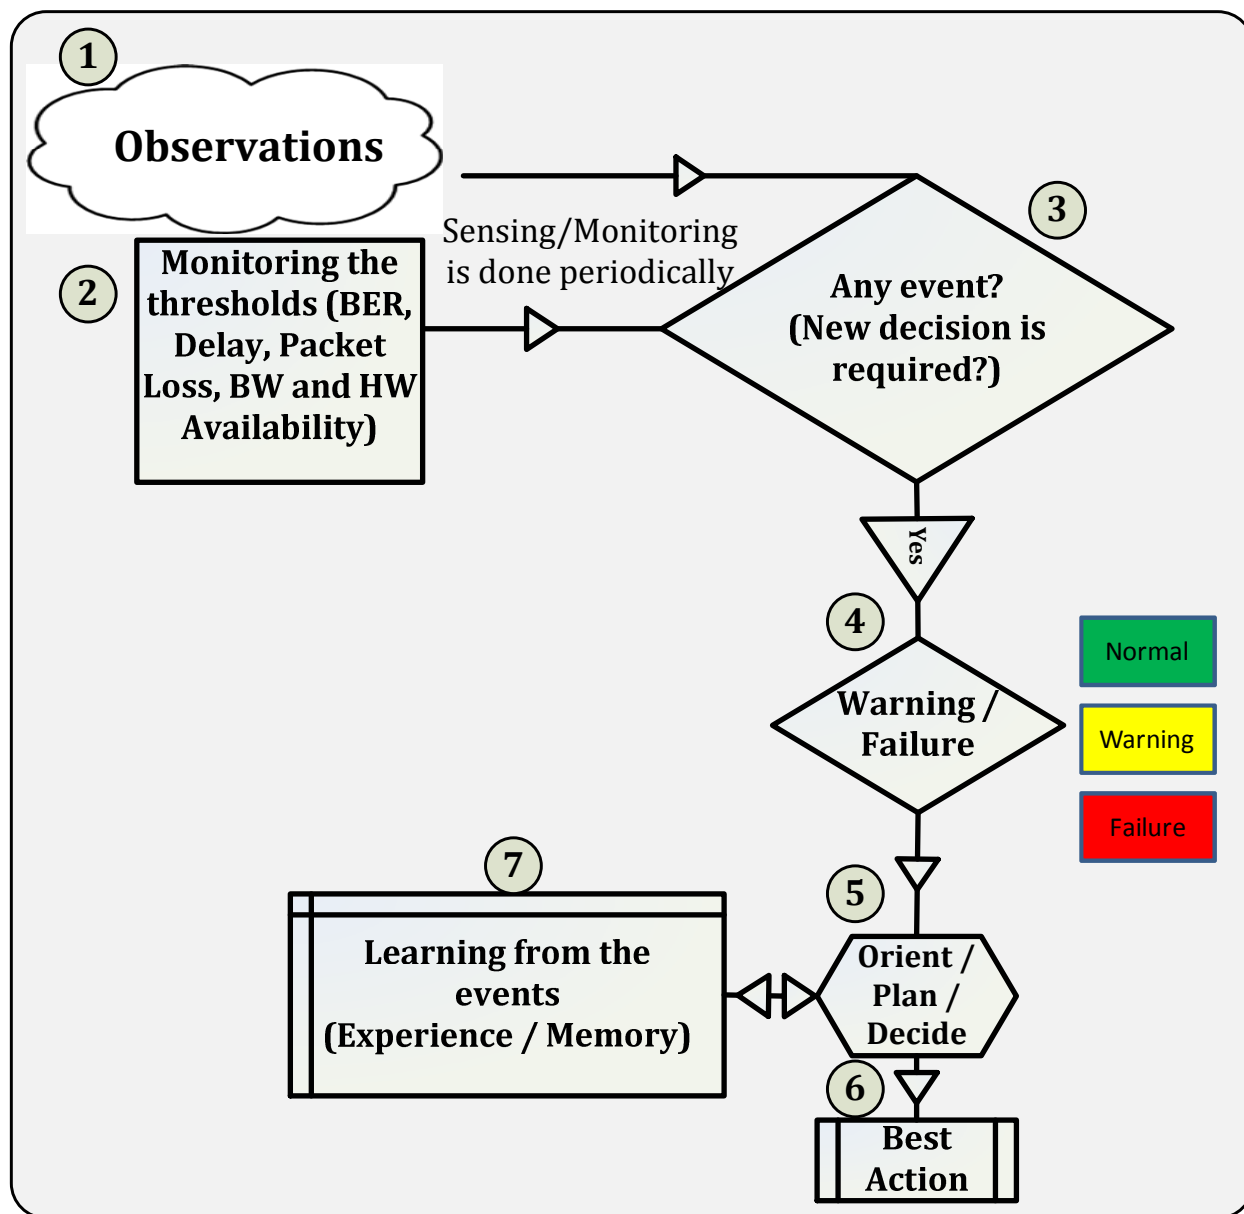 1
Observations
2
Monitoring the
thresholds (BER,
Delay, Packet
Loss, BW and HW
Availability)
Sensing/Monitoring
is done periodically
3
Any event?
(New decision is
required?)
Yes
4
Warning /
Failure
Normal
Warning
Failure
5
Orient /
Plan /
Decide
7
Learning from the
events
(Experience / Memory)
6
Best
Action